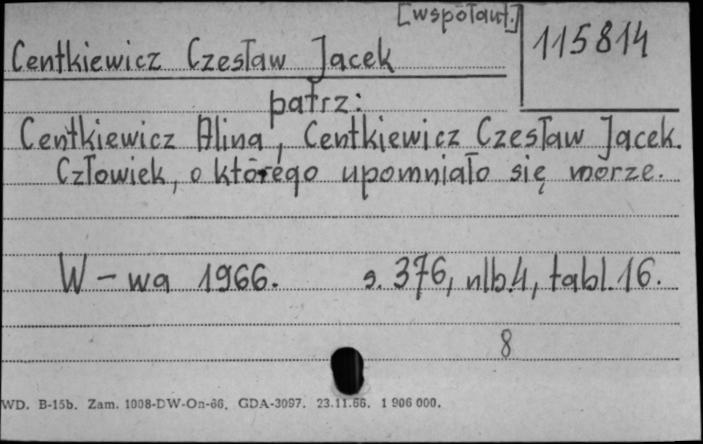 [współaut.]
115814
Centkiewicz Czesław Jacek
patrz:
Centkiewicz Alina, Centkiewicz Czesław Jacek.
Człowiek, o którego upomniało się morze.
W-wa 1966. s. 376, nlb.4, tabl.16.
8
WD. B-15b. Zam. 1008-DW-On-66. GDA-3097. 23.11.66. 1 906 000.